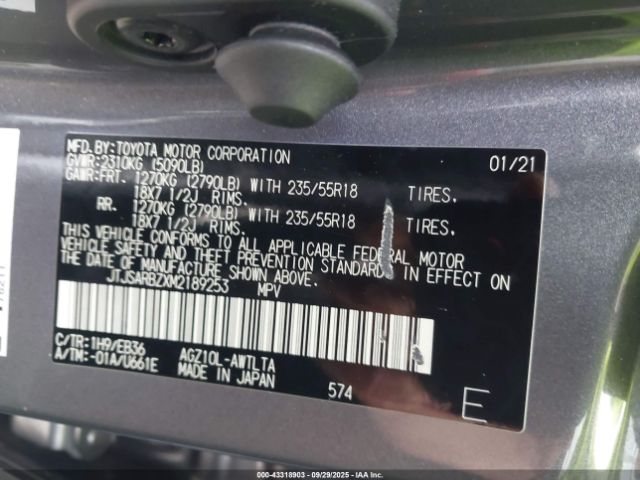 MFD.BY:TOYOTA MOTOR CORPORATION 01/21
GVWR:2310KG (5090LB)
GAWR:FRT. 1270KG (2790LB) WITH 235/55R18 TIRES.
18X7 1/2J RIMS.
RR. 1270KG (2790LB) WITH 235/55R18 TIRES.
18X7 1/2J RIMS.
THIS VEHICLE CONFORMS TO ALL APPLICABLE FEDERAL MOTOR
VEHICLE SAFETY AND THEFT PREVENTION STANDARDS IN EFFECT ON
THE DATE OF MANUFACTURE SHOWN ABOVE.
JTJSARBZXM2189253 MPV
C/TR:1H9/EB36 AGZ10L-AWTLTA
A/TM:-01A/U661E MADE IN JAPAN 574 E
000-43318903 - 09/29/2025 - IAA Inc.